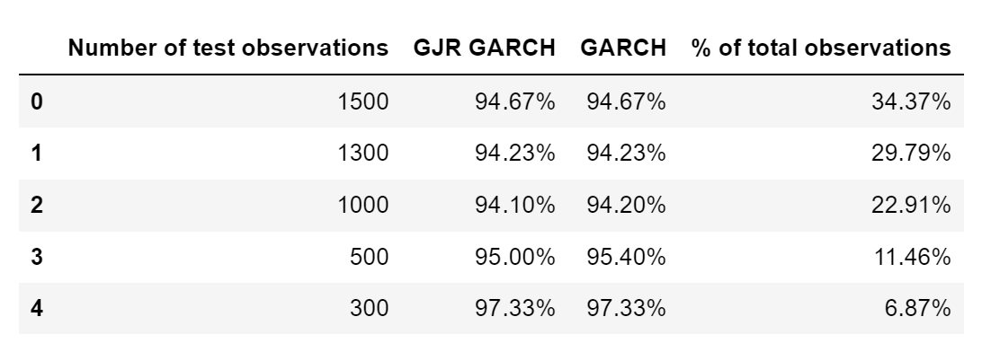 Number of test observations GJR GARCH GARCH % of total observations
0 1500 94.67% 94.67% 34.37%
1 1300 94.23% 94.23% 29.79%
2 1000 94.10% 94.20% 22.91%
3 500 95.00% 95.40% 11.46%
4 300 97.33% 97.33% 6.87%